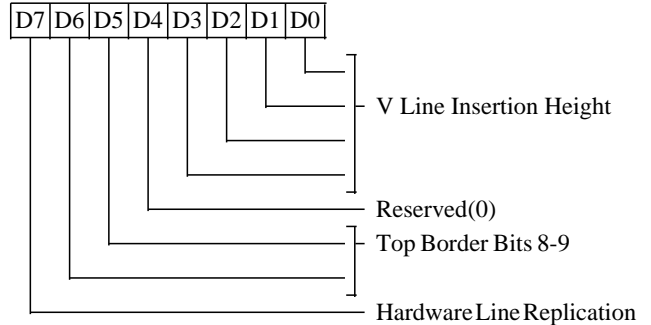 D7 D6 D5 D4 D3 D2 D1 D0
V Line Insertion Height
Reserved(0)
Top Border Bits 8-9
Hardware Line Replication